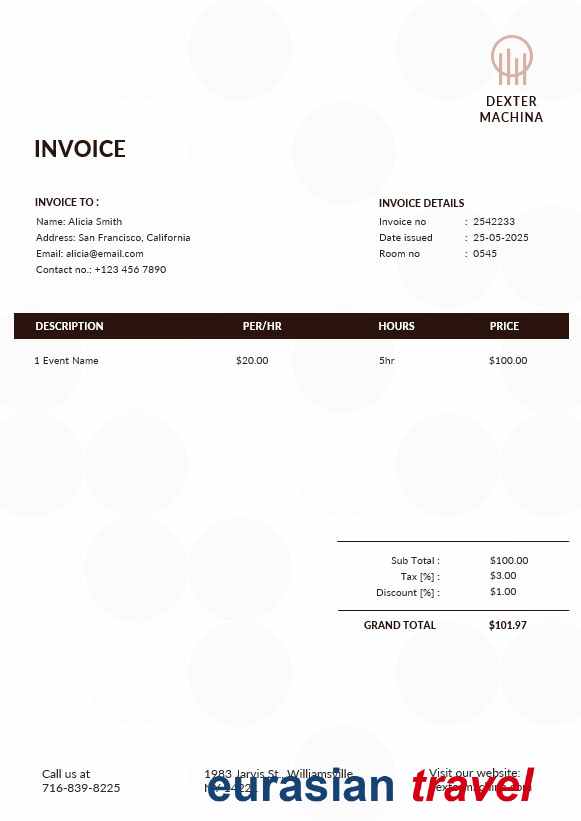 DEXTER
MACHINA
INVOICE
INVOICE TO :
Name: Alicia Smith
Address: San Francisco, California
Email: alicia@email.com
Contact no.: +123 456 7890
INVOICE DETAILS
Invoice no : 2542233
Date issued : 25-05-2025
Room no : 0545
DESCRIPTION PER/HR HOURS PRICE
1 Event Name $20.00 5hr $100.00
Sub Total : $100.00
Tax [%] : $3.00
Discount [%] : $1.00
GRAND TOTAL $101.97
Call us at
716-839-8225
1983 Jarvis St., Williamsville
Visit our website:
eurasian travel